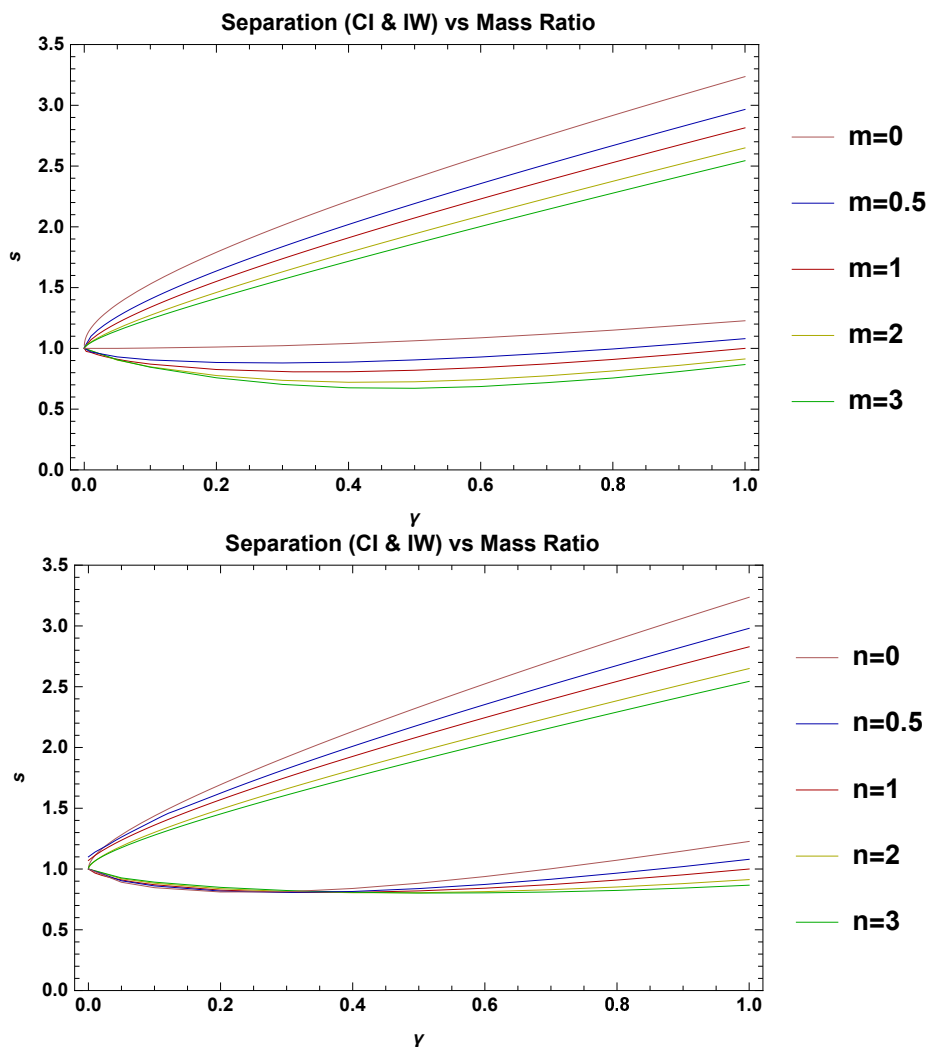 Separation (CI & IW) vs Mass Ratio
3.5
3.0
2.5
2.0
1.5
1.0
0.5
0.0
s
0.0 0.2 0.4 0.6 0.8 1.0
γ
m=0
m=0.5
m=1
m=2
m=3
Separation (CI & IW) vs Mass Ratio
3.5
3.0
2.5
2.0
1.5
1.0
0.5
0.0
s
0.0 0.2 0.4 0.6 0.8 1.0
γ
n=0
n=0.5
n=1
n=2
n=3